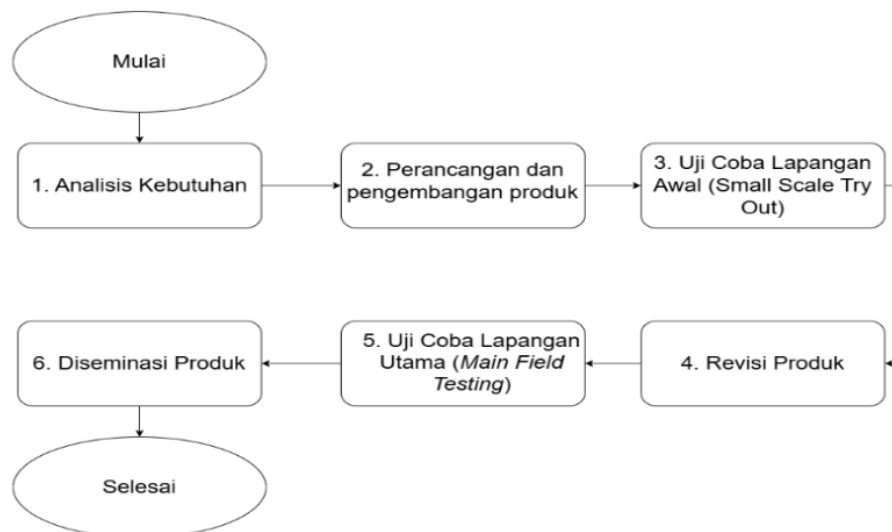 Mulai
1. Analisis Kebutuhan
2. Perancangan dan
pengembangan produk
3. Uji Coba Lapangan
Awal (Small Scale Try
Out)
4. Revisi Produk
5. Uji Coba Lapangan
Utama (Main Field
Testing)
6. Diseminasi Produk
Selesai